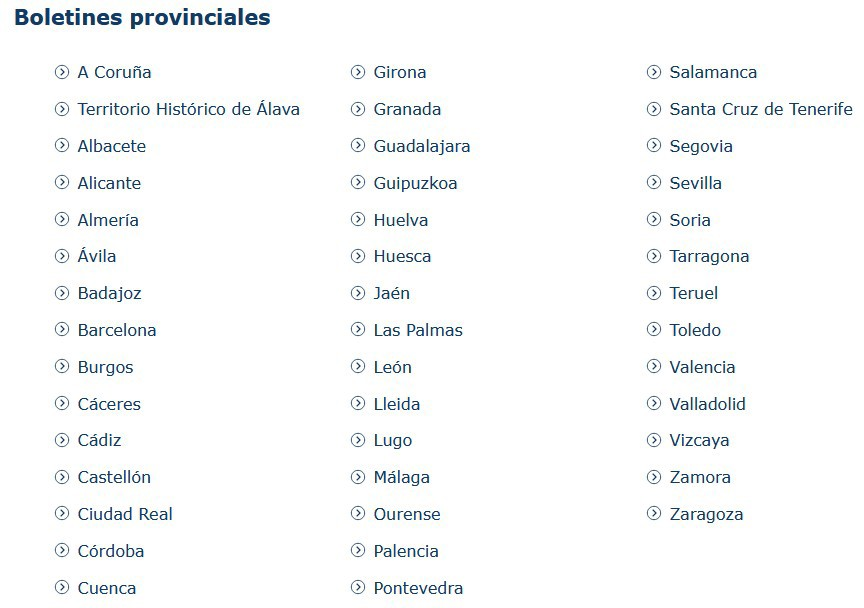 Boletines provinciales
A Coruña
Territorio Histórico de Álava
Albacete
Alicante
Almería
Ávila
Badajoz
Barcelona
Burgos
Cáceres
Cádiz
Castellón
Ciudad Real
Córdoba
Cuenca
Girona
Granada
Guadalajara
Guipuzkoa
Huelva
Huesca
Jaén
Las Palmas
León
Lleida
Lugo
Málaga
Ourense
Palencia
Pontevedra
Salamanca
Santa Cruz de Tenerife
Segovia
Sevilla
Soria
Tarragona
Teruel
Toledo
Valencia
Valladolid
Vizcaya
Zamora
Zaragoza